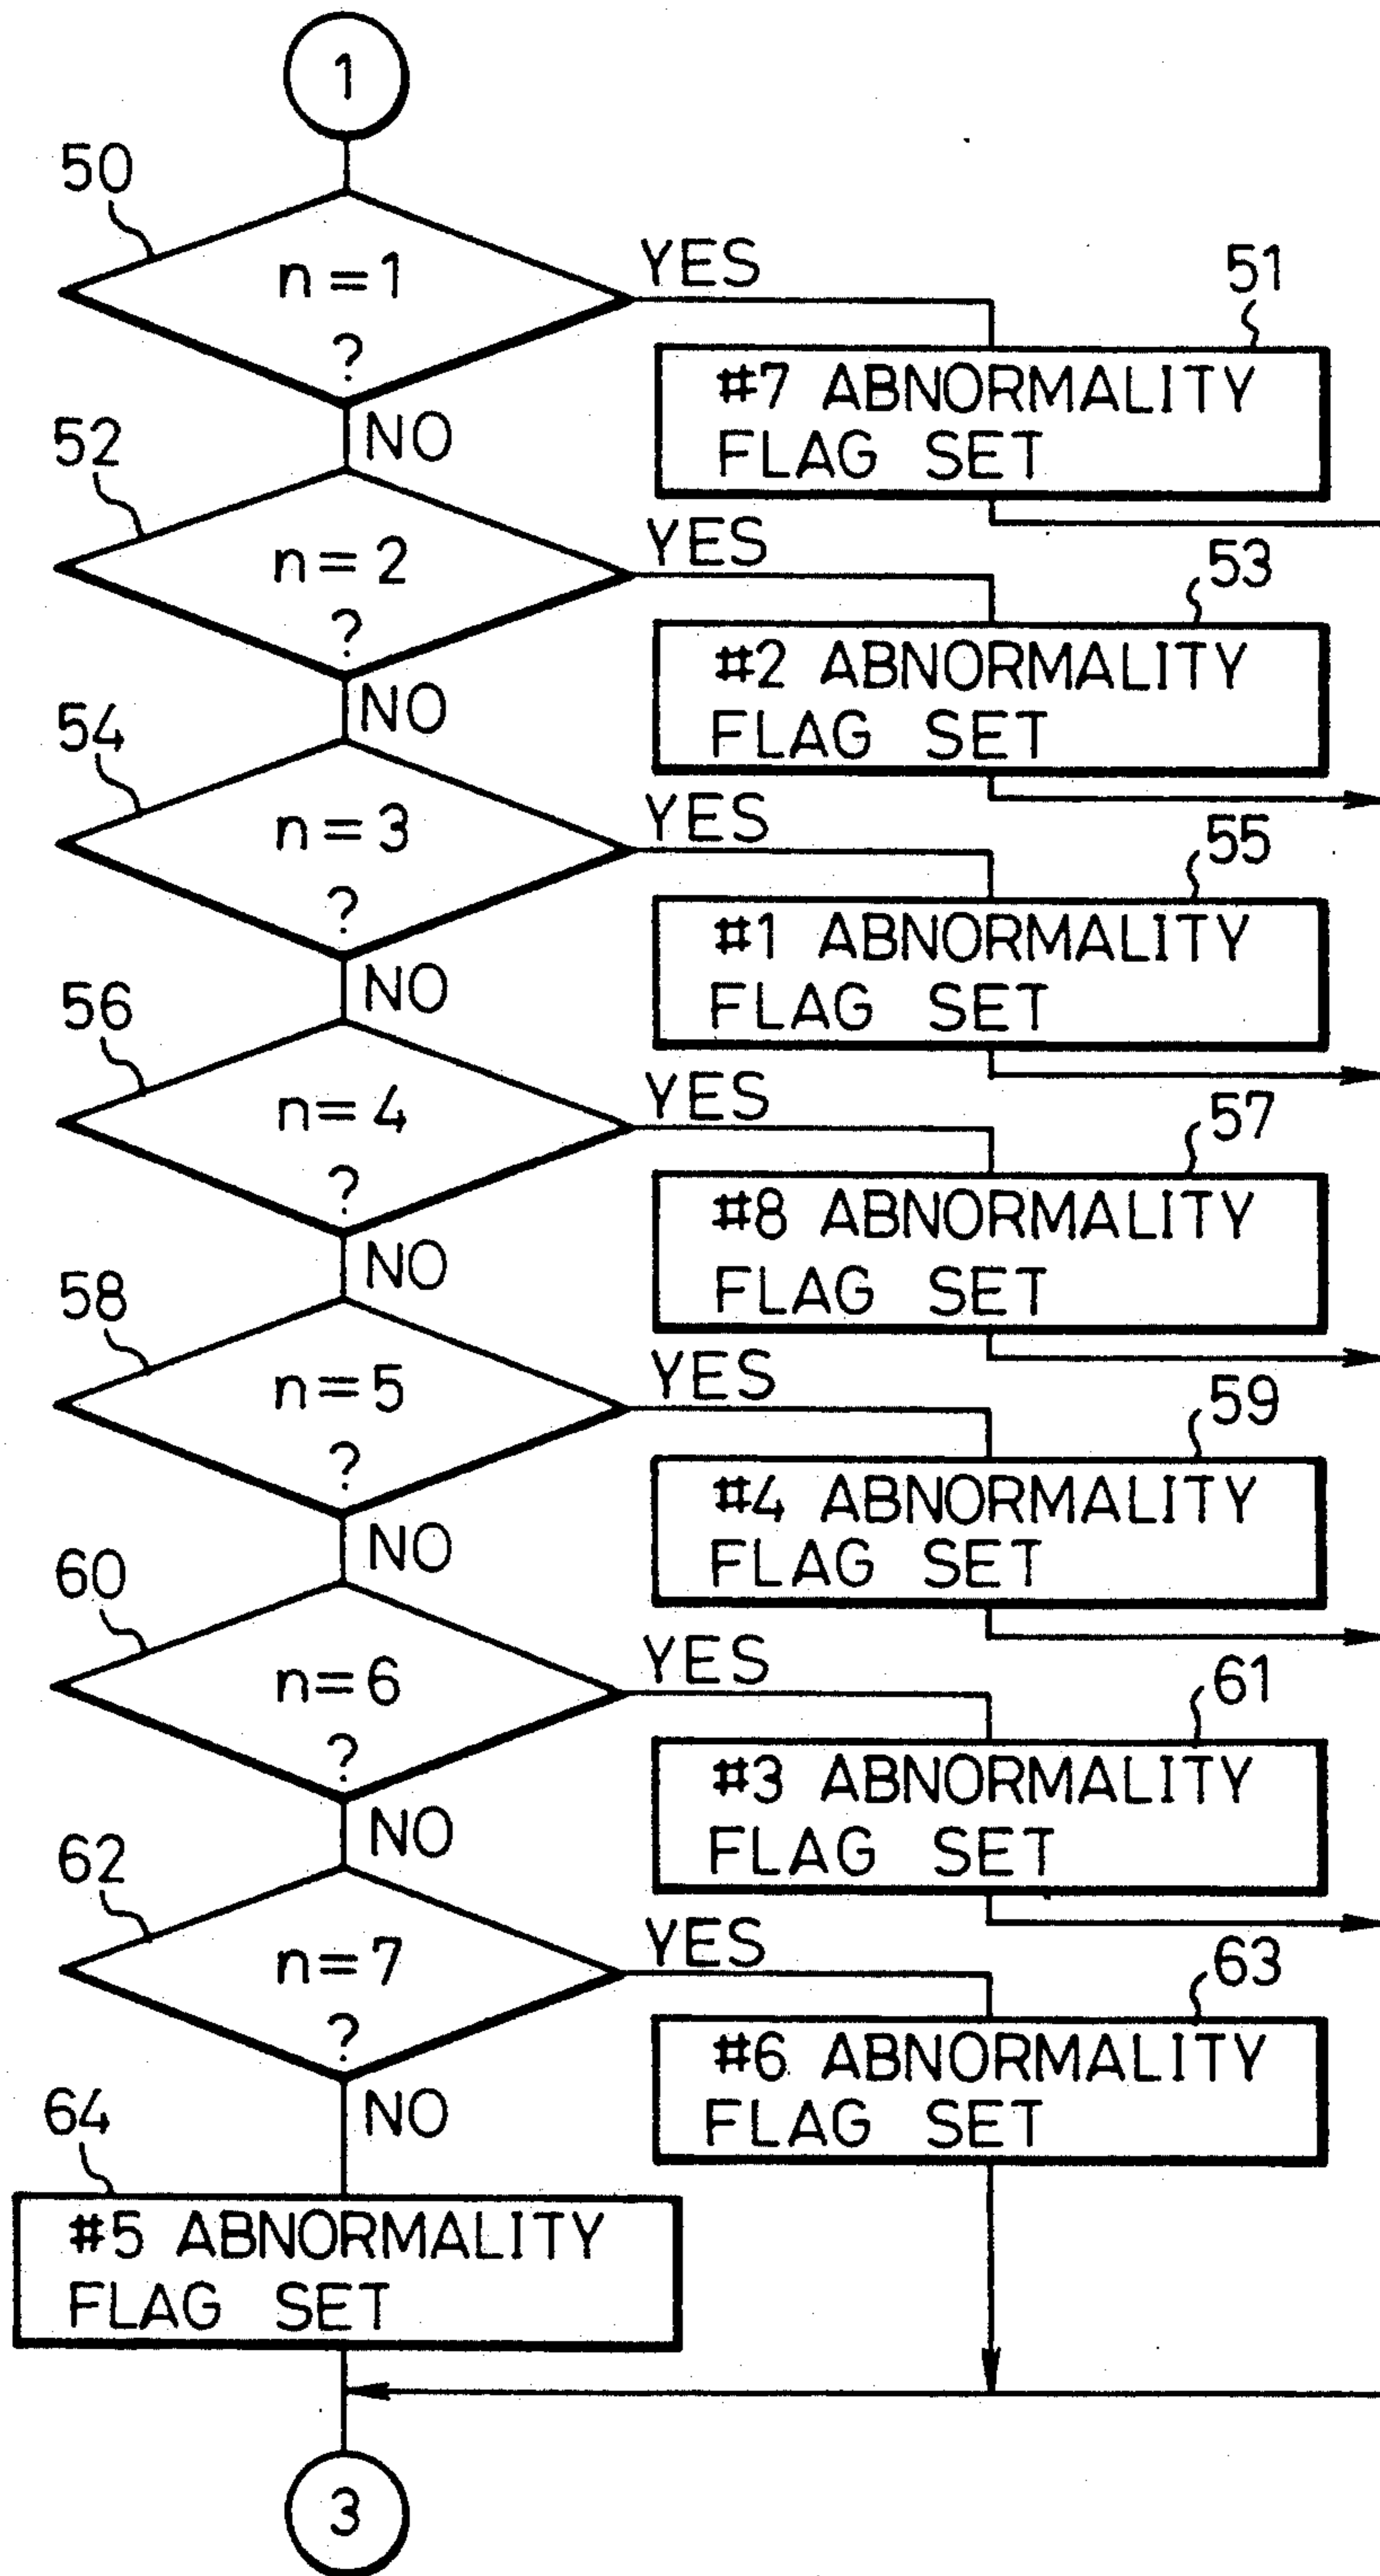 1
50
n=1
?
YES
51
#7 ABNORMALITY
FLAG SET
NO
52
n=2
?
YES
53
#2 ABNORMALITY
FLAG SET
NO
54
n=3
?
YES
55
#1 ABNORMALITY
FLAG SET
NO
56
n=4
?
YES
57
#8 ABNORMALITY
FLAG SET
NO
58
n=5
?
YES
59
#4 ABNORMALITY
FLAG SET
NO
60
n=6
?
YES
61
#3 ABNORMALITY
FLAG SET
NO
62
n=7
?
YES
63
#6 ABNORMALITY
FLAG SET
NO
64
#5 ABNORMALITY
FLAG SET
3